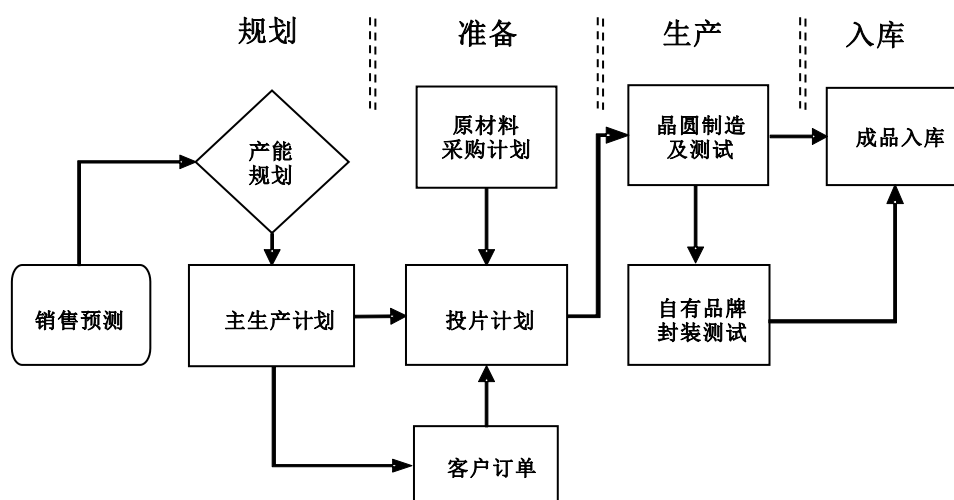 规划
准备
生产
入库
产能
规划
原材料
采购计划
晶圆制造
及测试
成品入库
销售预测
主生产计划
投片计划
自有品牌
封装测试
客户订单